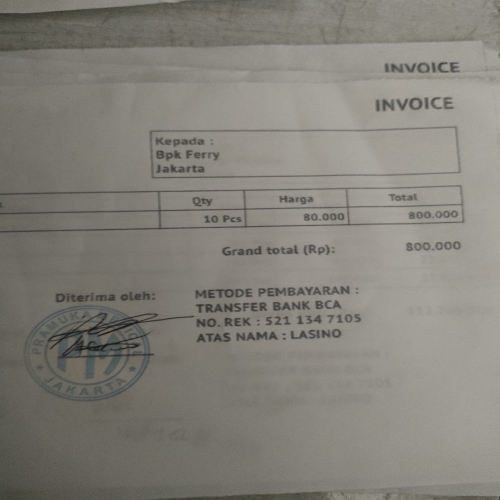 INVOICE
INVOICE
Kepada :
Bpk Ferry
Jakarta
Qty Harga Total
10 Pcs 80.000 800.000
Grand total (Rp): 800.000
Diterima oleh:
METODE PEMBAYARAN :
TRANSFER BANK BCA
NO. REK : 521 134 7105
ATAS NAMA : LASINO
PRAMUKA
JAKARTA